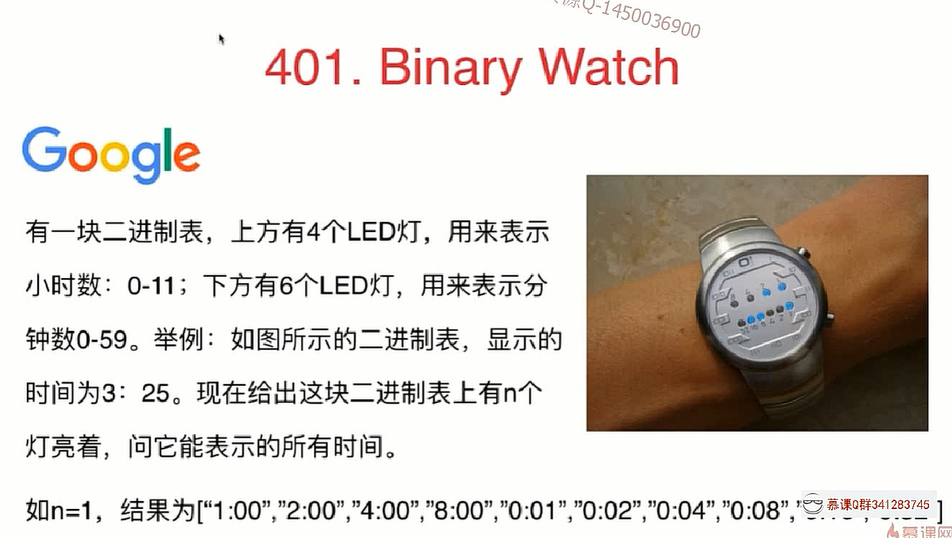 源Q-1450036900
401. Binary Watch
Google
有一块二进制表，上方有4个LED灯，用来表示
小时数：0-11；下方有6个LED灯，用来表示分
钟数0-59。举例：如图所示的二进制表，显示的
时间为3：25。现在给出这块二进制表上有n个
灯亮着，问它能表示的所有时间。
如n=1，结果为[“1:00”,”2:00”,”4:00”,”8:00”,”0:01”,”0:02”,”0:04”,”0:08”,
慕课Q群341283745
慕课网